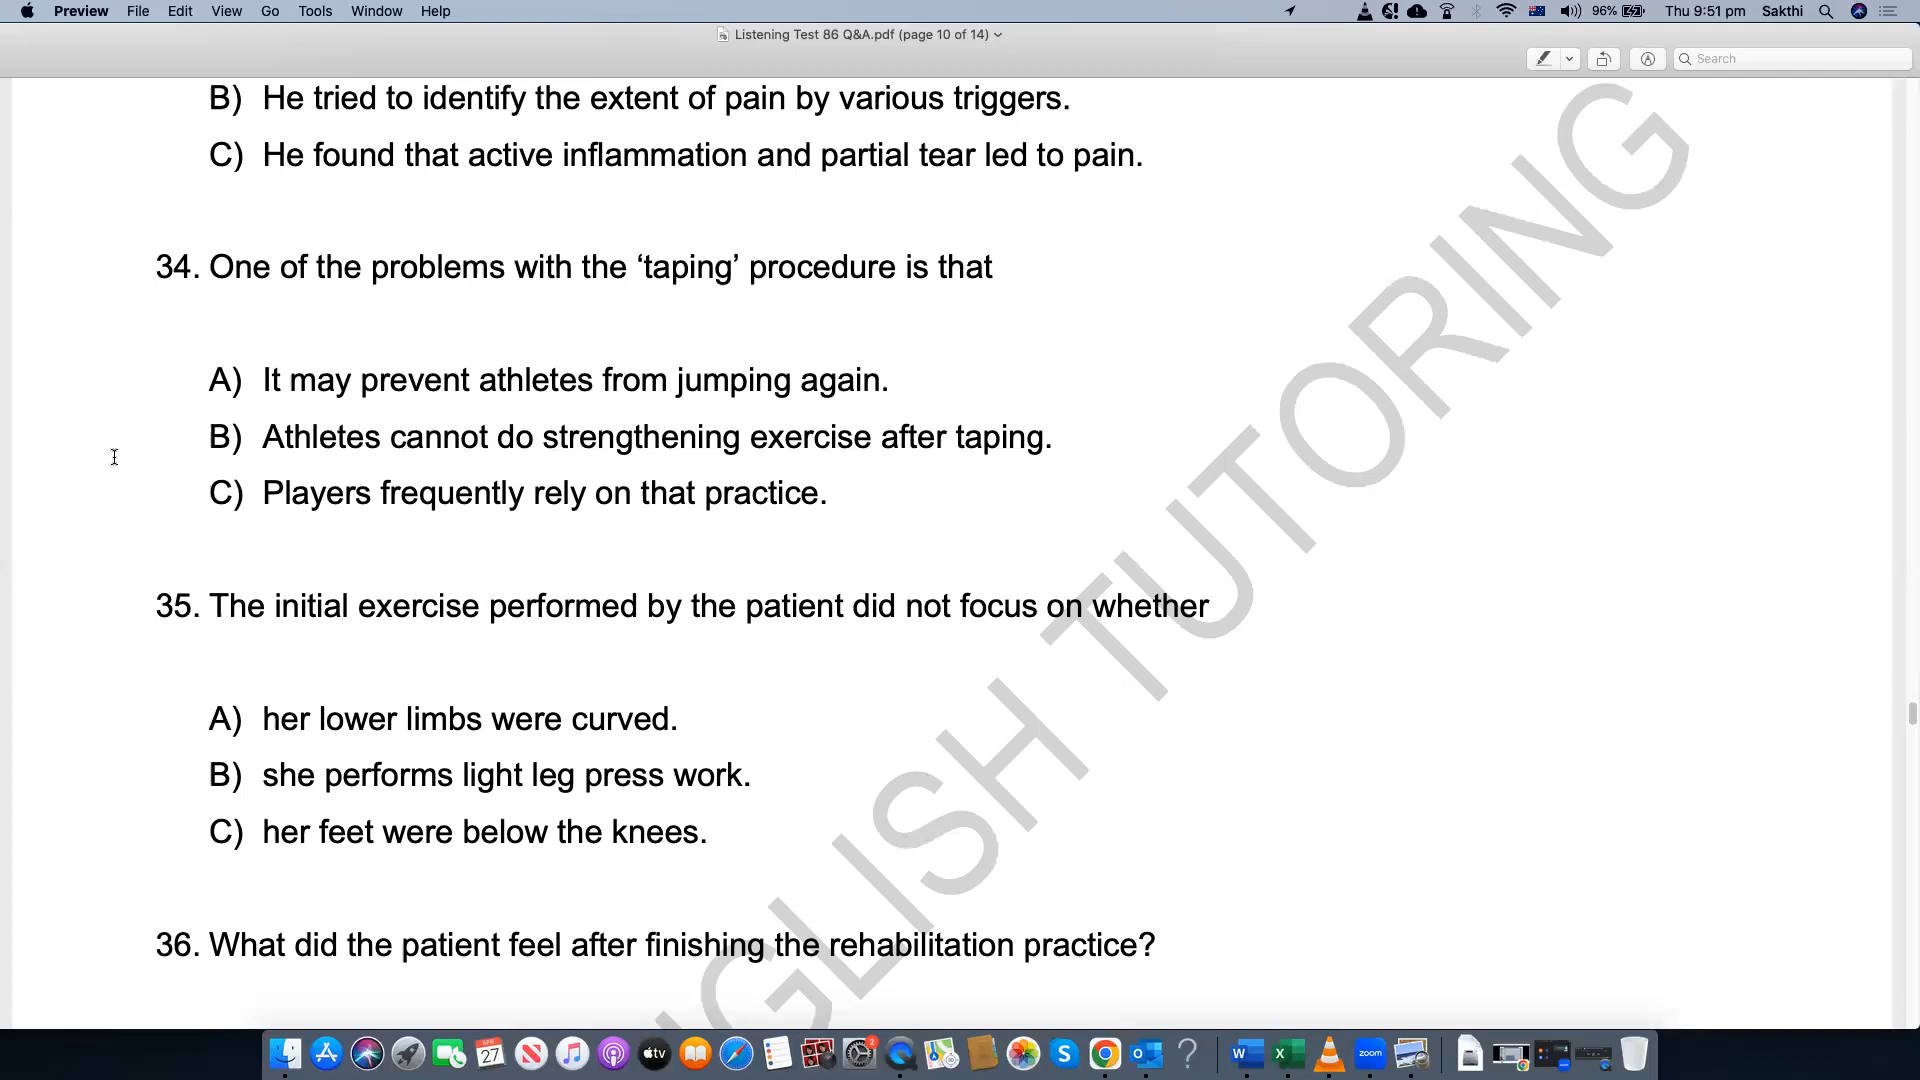 Preview File Edit View Go Tools Window Help 96% Thu 9:51 pm Sakthi
Listening Test 86 Q&A.pdf (page 10 of 14)
Search
B) He tried to identify the extent of pain by various triggers.
C) He found that active inflammation and partial tear led to pain.
34. One of the problems with the ‘taping’ procedure is that
A) It may prevent athletes from jumping again.
B) Athletes cannot do strengthening exercise after taping.
C) Players frequently rely on that practice.
35. The initial exercise performed by the patient did not focus on whether
A) her lower limbs were curved.
B) she performs light leg press work.
C) her feet were below the knees.
36. What did the patient feel after finishing the rehabilitation practice?
NGLISH TUTORING
APR
27
tv
2
S
W
X
zoom